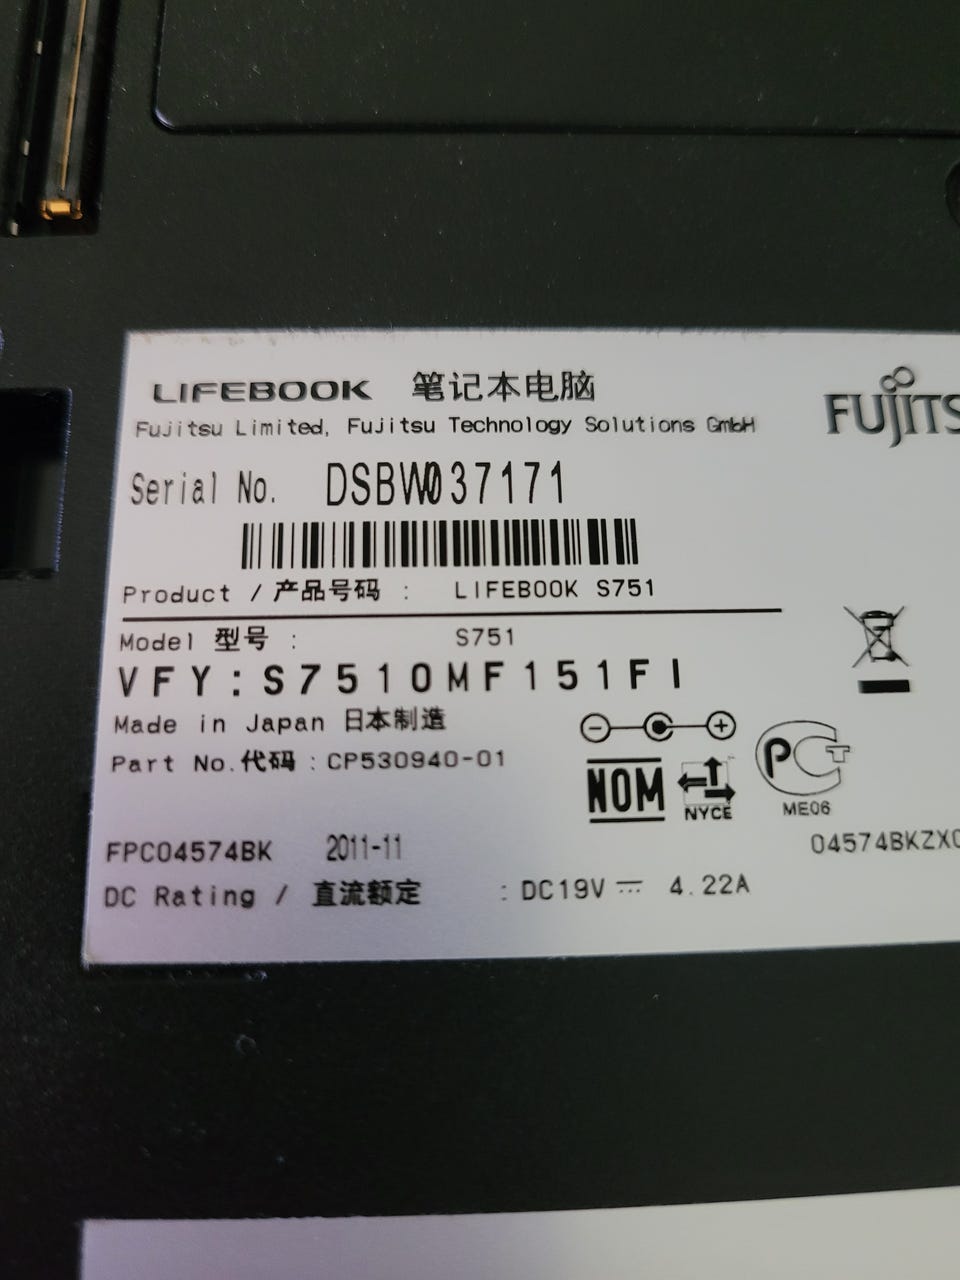 LIFEBOOK 笔记本电脑
FUJITS
Fujitsu Limited, Fujitsu Technology Solutions GmbH
Serial No. DSBW037171
Product / 产品号码 : LIFEBOOK S751
Model 型号 : S751
VFY:S7510MF151FI
Made in Japan 日本制造
Part No.代码 : CP530940-01
NOM
NYCE
PCT
ME06
FPC04574BK 2011-11
04574BKZX0
DC Rating / 直流额定 : DC19V ⎓ 4.22A